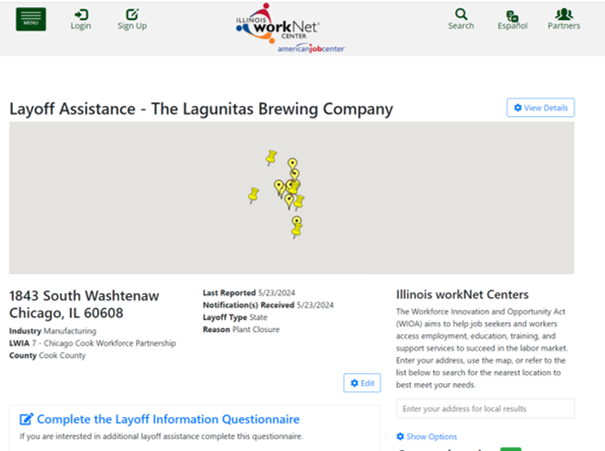 MENU
Login
Sign Up
ILLINOIS
workNet®
CENTER
americanjobcenter
Search
Español
Partners
Layoff Assistance - The Lagunitas Brewing Company
View Details
1843 South Washtenaw
Chicago, IL 60608
Industry Manufacturing
LWIA 7 - Chicago Cook Workforce Partnership
County Cook County
Last Reported 5/23/2024
Notification(s) Received 5/23/2024
Layoff Type State
Reason Plant Closure
Edit
Complete the Layoff Information Questionnaire
If you are interested in additional layoff assistance complete this questionnaire.
Illinois workNet Centers
The Workforce Innovation and Opportunity Act
(WIOA) aims to help job seekers and workers
access employment, education, training, and
support services to succeed in the labor market.
Enter your address, use the map, or refer to the
list below to search for the nearest location to
best meet your needs.
Enter your address for local results
Show Options